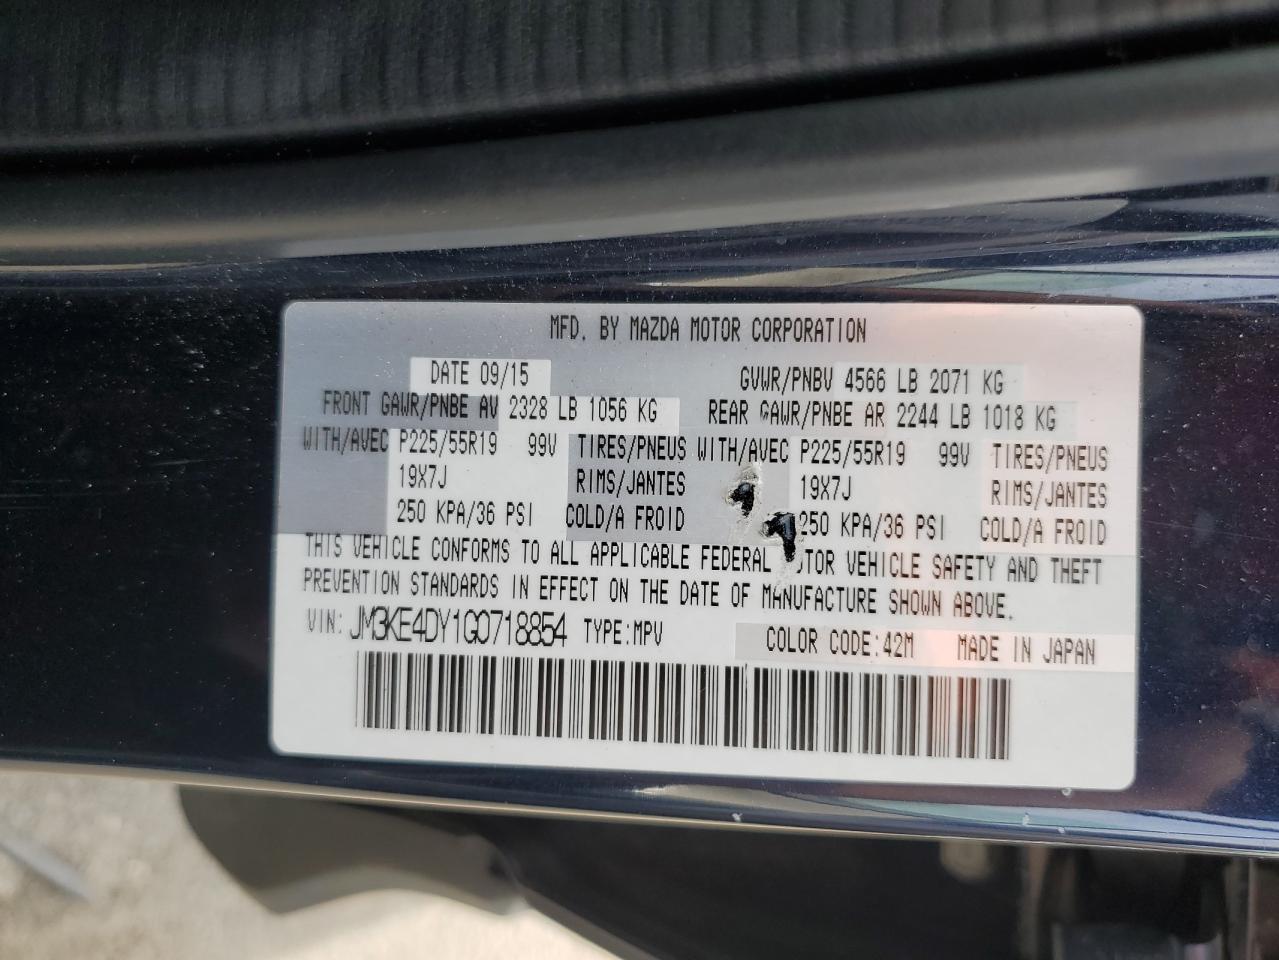 MFD. BY MAZDA MOTOR CORPORATION
DATE 09/15 GVWR/PNBV 4566 LB 2071 KG
FRONT GAWR/PNBE AV 2328 LB 1056 KG REAR GAWR/PNBE AR 2244 LB 1018 KG
WITH/AVEC P225/55R19 99V TIRES/PNEUS WITH/AVEC P225/55R19 99V TIRES/PNEUS
19X7J RIMS/JANTES 19X7J RIMS/JANTES
250 KPA/36 PSI COLD/A FROID 250 KPA/36 PSI COLD/A FROID
THIS VEHICLE CONFORMS TO ALL APPLICABLE FEDERAL MOTOR VEHICLE SAFETY AND THEFT
PREVENTION STANDARDS IN EFFECT ON THE DATE OF MANUFACTURE SHOWN ABOVE.
VIN: JM3KE4DY1G0718854 TYPE:MPV COLOR CODE:42M MADE IN JAPAN